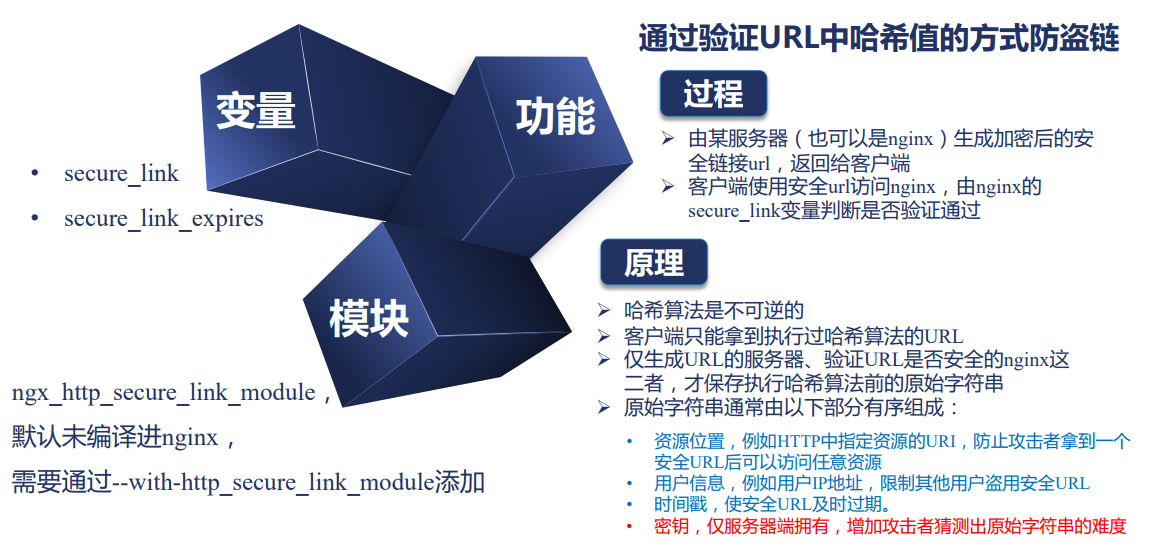 通过验证URL中哈希值的方式防盗链
变量
功能
模块
• secure_link
• secure_link_expires
ngx_http_secure_link_module，
默认未编译进nginx，
需要通过--with-http_secure_link_module添加
过程
➢ 由某服务器（也可以是nginx）生成加密后的安
全链接url，返回给客户端
➢ 客户端使用安全url访问nginx，由nginx的
secure_link变量判断是否验证通过
原理
➢ 哈希算法是不可逆的
➢ 客户端只能拿到执行过哈希算法的URL
➢ 仅生成URL的服务器、验证URL是否安全的nginx这
二者，才保存执行哈希算法前的原始字符串
➢ 原始字符串通常由以下部分有序组成：
• 资源位置，例如HTTP中指定资源的URI，防止攻击者拿到一个
安全URL后可以访问任意资源
• 用户信息，例如用户IP地址，限制其他用户盗用安全URL
• 时间戳，使安全URL及时过期。
• 密钥，仅服务器端拥有，增加攻击者猜测出原始字符串的难度